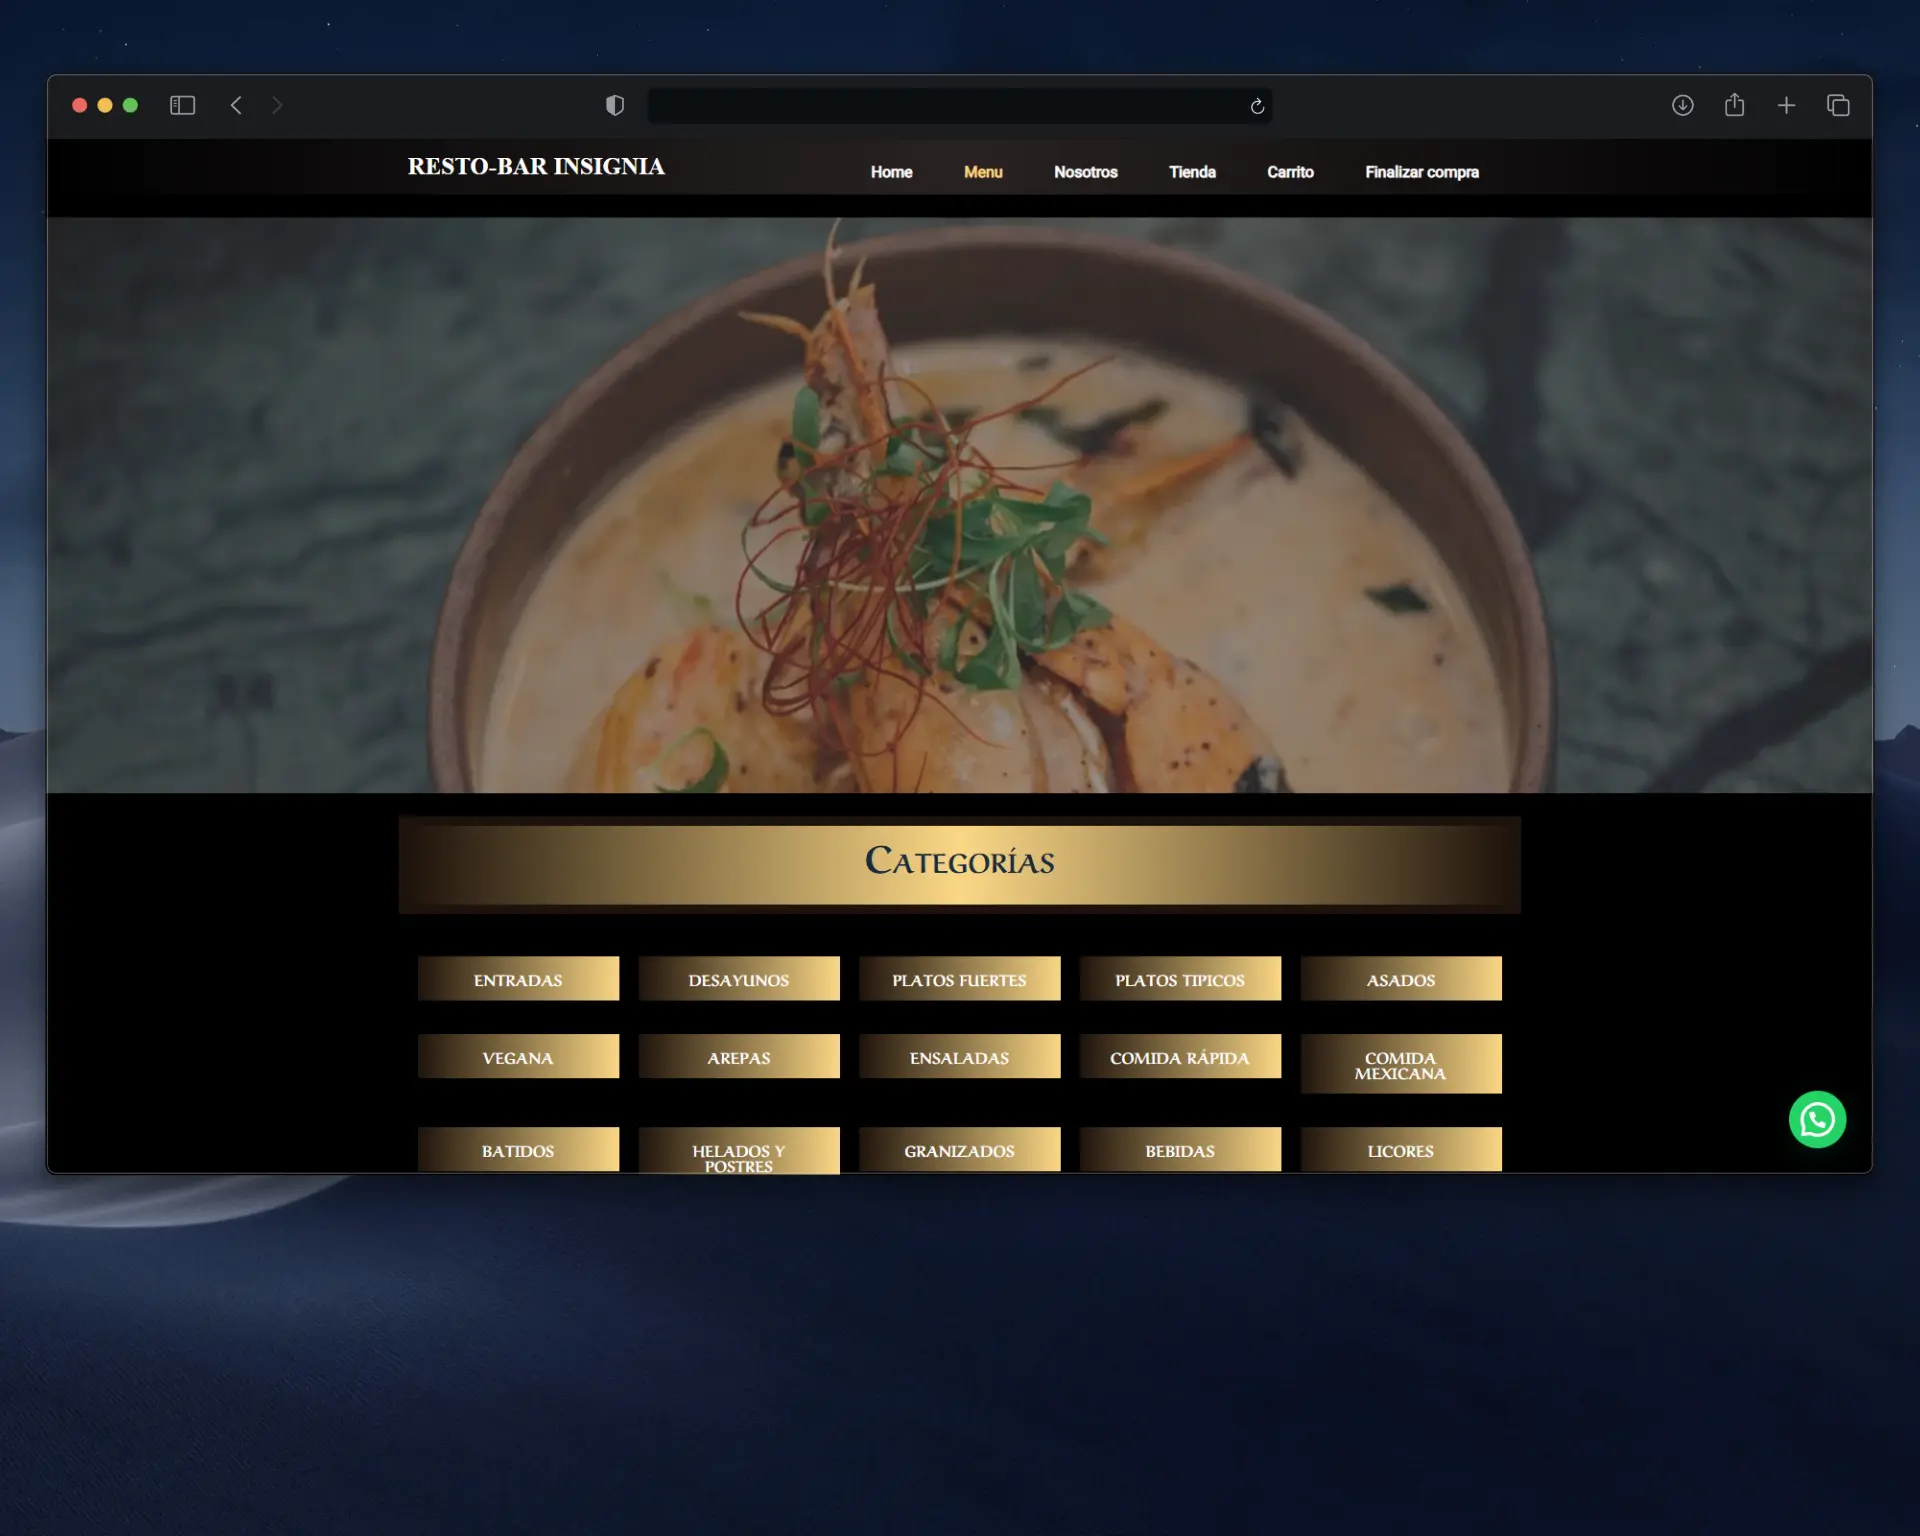 RESTO-BAR INSIGNIA
Home Menu Nosotros Tienda Carrito Finalizar compra
Categorías
ENTRADAS DESAYUNOS PLATOS FUERTES PLATOS TIPICOS ASADOS
VEGANA AREPAS ENSALADAS COMIDA RÁPIDA COMIDA
MEXICANA
BATIDOS HELADOS Y GRANIZADOS BEBIDAS LICORES
POSTRES